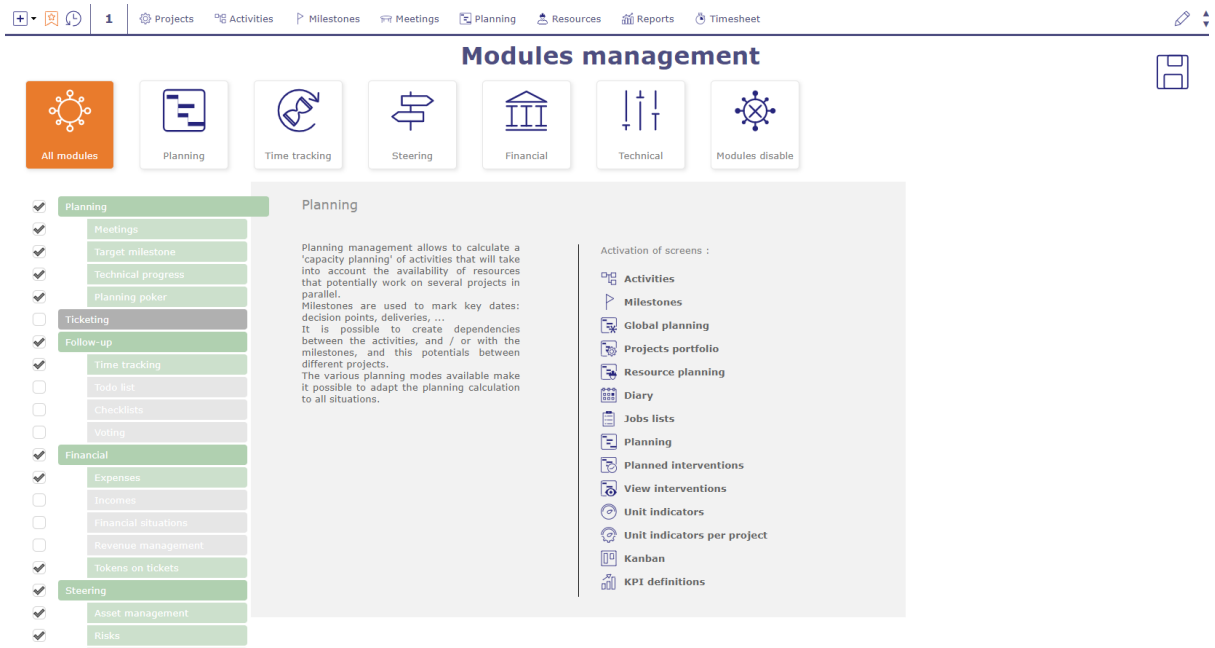 1 Projects Activities Milestones Meetings Planning Resources Reports Timesheet
Modules management
All modules
Planning
Time tracking
Steering
Financial
Technical
Modules disable
Planning
Meetings
Target milestone
Technical progress
Planning poker
Ticketing
Follow-up
Time tracking
Todo list
Checklists
Voting
Financial
Expenses
Incomes
Financial situations
Revenue management
Tokens on tickets
Steering
Asset management
Risks
Planning
Planning management allows to calculate a
'capacity planning' of activities that will take
into account the availability of resources
that potentially work on several projects in
parallel.
Milestones are used to mark key dates:
decision points, deliveries, ...
It is possible to create dependencies
between the activities, and / or with the
milestones, and this potentials between
different projects.
The various planning modes available make
it possible to adapt the planning calculation
to all situations.
Activation of screens :
Activities
Milestones
Global planning
Projects portfolio
Resource planning
Diary
Jobs lists
Planning
Planned interventions
View interventions
Unit indicators
Unit indicators per project
Kanban
KPI definitions